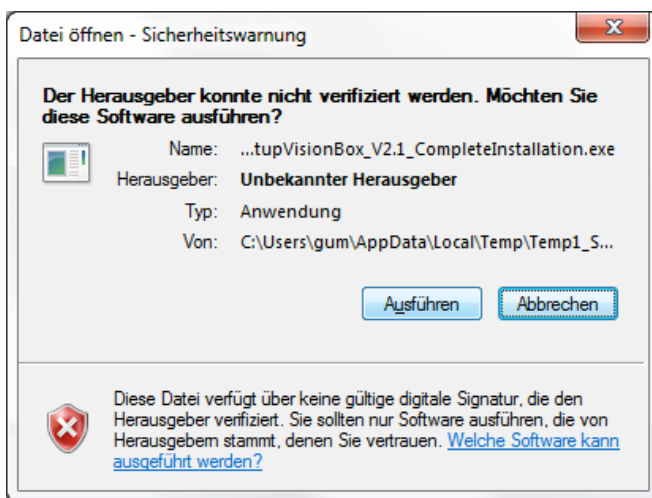 Datei öffnen - Sicherheitswarnung
Der Herausgeber konnte nicht verifiziert werden. Möchten Sie
diese Software ausführen?
Name: ...tupVisionBox_V2.1_CompleteInstallation.exe
Herausgeber: Unbekannter Herausgeber
Typ: Anwendung
Von: C:\Users\gum\AppData\Local\Temp\Temp1_S...
Ausführen Abbrechen
Diese Datei verfügt über keine gültige digitale Signatur, die den
Herausgeber verifiziert. Sie sollten nur Software ausführen, die von
Herausgebern stammt, denen Sie vertrauen. Welche Software kann
ausgeführt werden?